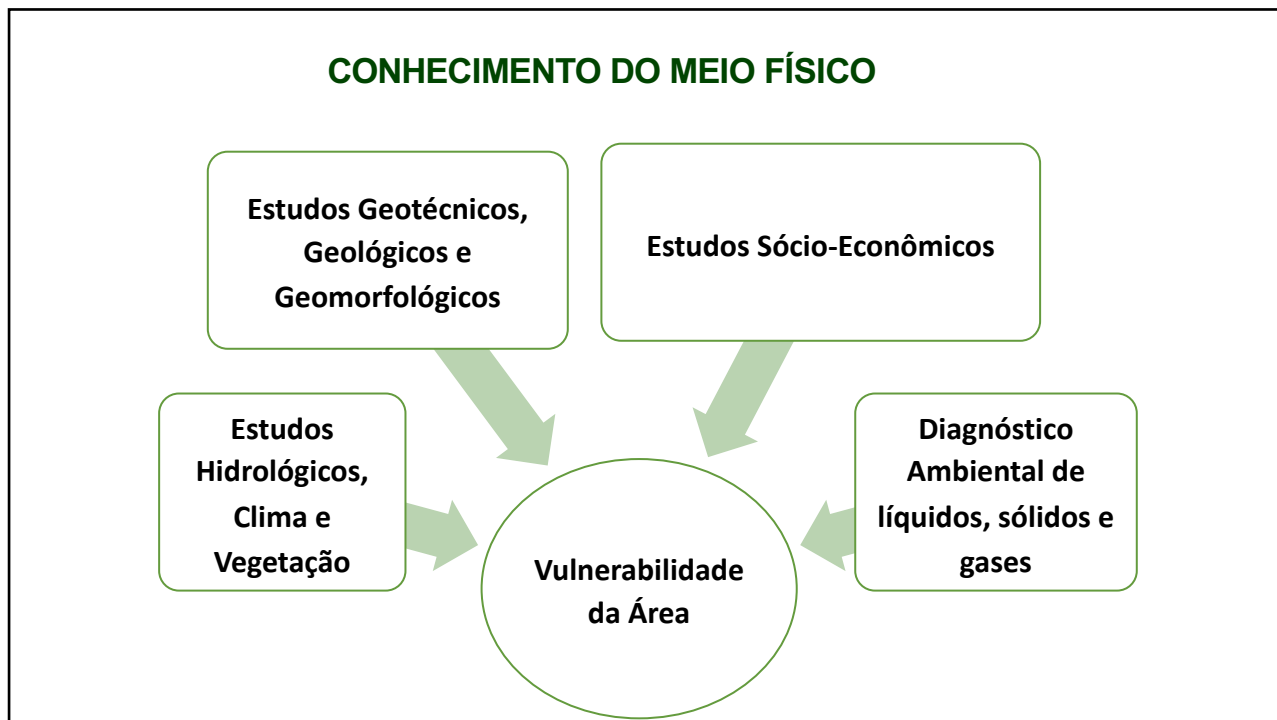 CONHECIMENTO DO MEIO FÍSICO
Estudos Geotécnicos,
Geológicos e
Geomorfológicos
Estudos Sócio-Econômicos
Estudos
Hidrológicos,
Clima e
Vegetação
Diagnóstico
Ambiental de
líquidos, sólidos e
gases
Vulnerabilidade
da Área